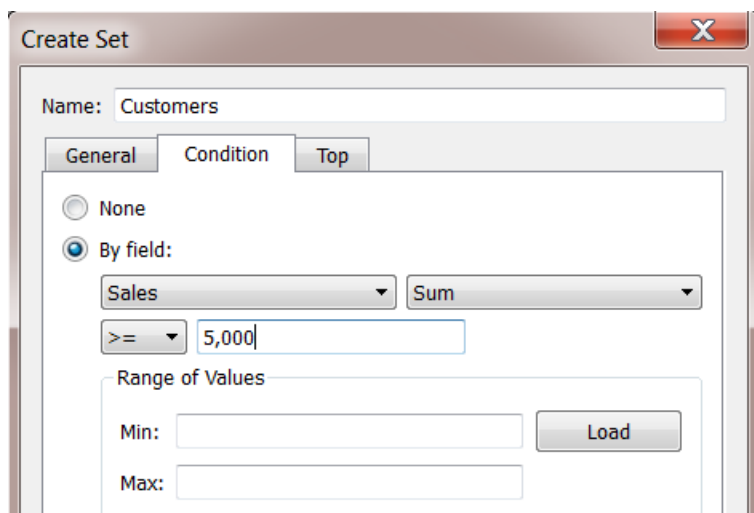 Create Set
X
Name: Customers
General Condition Top
None
By field:
Sales Sum
>= 5,000
Range of Values
Min: Load
Max: